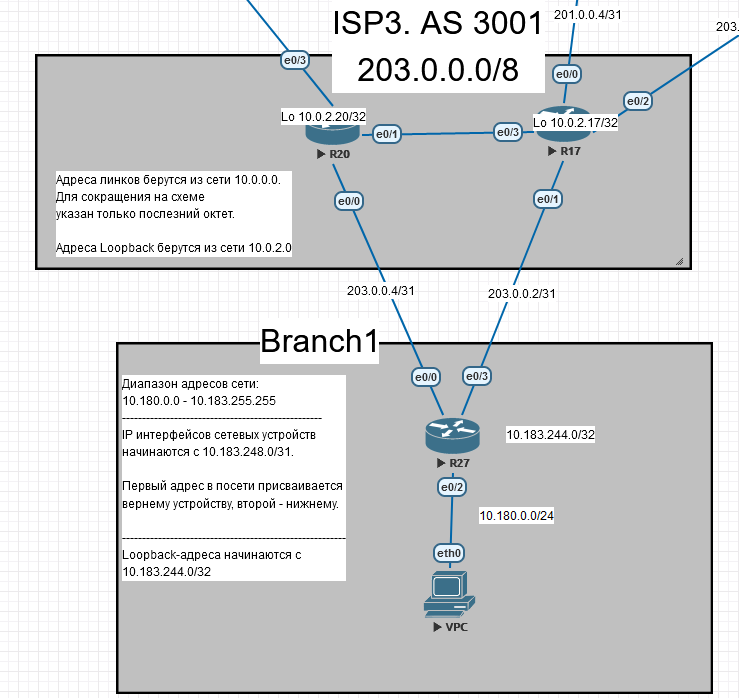 ISP3. AS 3001
203.0.0.0/8
201.0.0.4/31
203.
e0/3
e0/0
e0/2
Lo 10.0.2.20/32
Lo 10.0.2.17/32
e0/1
e0/3
R20
R17
Адреса линков берутся из сети 10.0.0.0.
Для сокращения на схеме
указан только послезний октет.
Адреса Loopback берутся из сети 10.0.2.0
e0/0
e0/1
203.0.0.4/31
203.0.0.2/31
Branch1
Диапазон адресов сети:
10.180.0.0 - 10.183.255.255
--------------------------------------------------
IP интерфейсов сетевых устройств
начинаются с 10.183.248.0/31.
Первый адрес в посети присваивается
вернему устройству, второй - нижнему.
--------------------------------------------------------
Loopback-адреса начинаются с
10.183.244.0/32
e0/0
e0/3
10.183.244.0/32
R27
e0/2
10.180.0.0/24
eth0
VPC